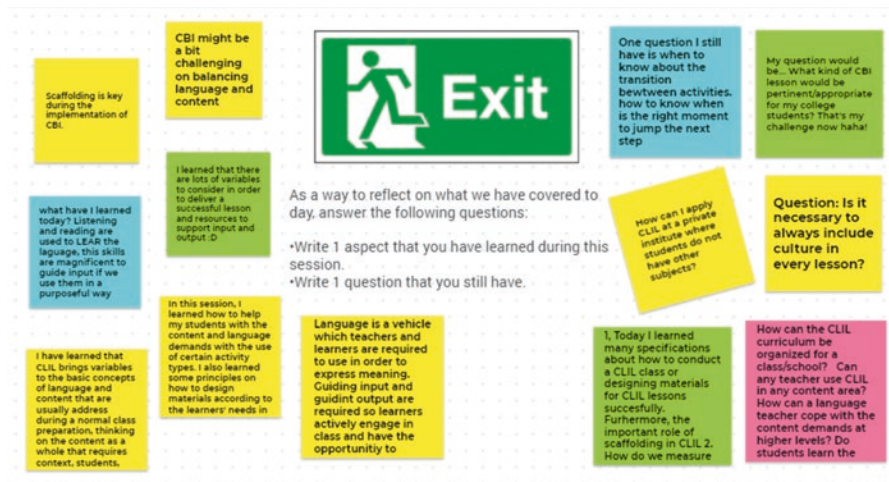 Scaffolding is key
during the
implementation of
CBI.
CBI might be
a bit
challenging
on balancing
language and
content
I learned that there
are lots of variables
to consider in order
to deliver a
successful lesson
and resources to
support input and
output :D
what have I learned
today? Listening
and reading are
used to LEAR the
laguage, this skills
are magnificent to
guide input if we
use them in a
purposeful way
I have learned that
CLIL brings variables
to the basic concepts
of language and
content that are
usually address
during a normal class
preparation, thinking
on the content as a
whole that requires
context, students,
In this session, I
learned how to help
my students with the
content and language
demands with the use
of certain activity
types. I also learned
some principles on
how to design
materials according to
the learners' needs in
Exit
As a way to reflect on what we have covered to
day, answer the following questions:
•Write 1 aspect that you have learned during this
session.
•Write 1 question that you still have.
Language is a vehicle
which teachers and
learners are required
to use in order to
express meaning.
Guiding input and
guidint output are
required so learners
actively engage in
class and have the
opportunitiy to
One question I still
have is when to
know about the
transition
bewtween activities.
how to know when
is the right moment
to jump the next
step
My question would
be... What kind of CBI
lesson would be
pertinent/appropriate
for my college
students? That's my
challenge now haha!
How can I apply
CLIL at a private
institute where
students do not
have other
subjects?
Question: Is it
necessary to
always include
culture in
every lesson?
1, Today I learned
many specifications
about how to conduct
a CLIL class or
designing materials
for CLIL lessons
succesfully.
Furhermore, the
important role of
scaffolding in CLIL 2.
How do we measure
How can the CLIL
curriculum be
organized for a
class/school? Can
any teacher use CLIL
in any content area?
How can a language
teacher cope with the
content demands at
higher levels? Do
students learn the